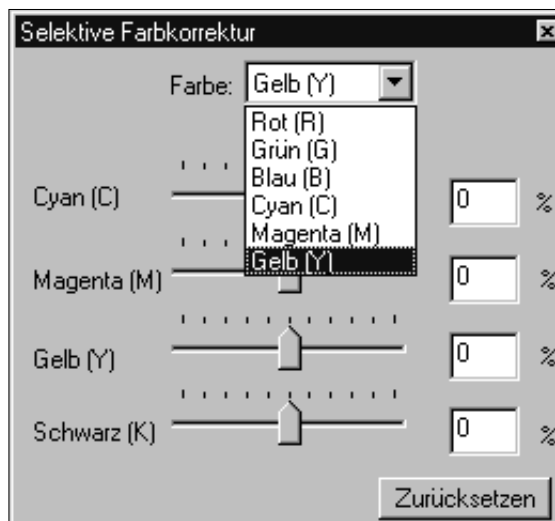 Selektive Farbkorrektur
Farbe: Gelb (Y)
Rot (R)
Grün (G)
Blau (B)
Cyan (C)
Magenta (M)
Gelb (Y)
Cyan (C) 0 %
Magenta (M) 0 %
Gelb (Y) 0 %
Schwarz (K) 0 %
Zurücksetzen